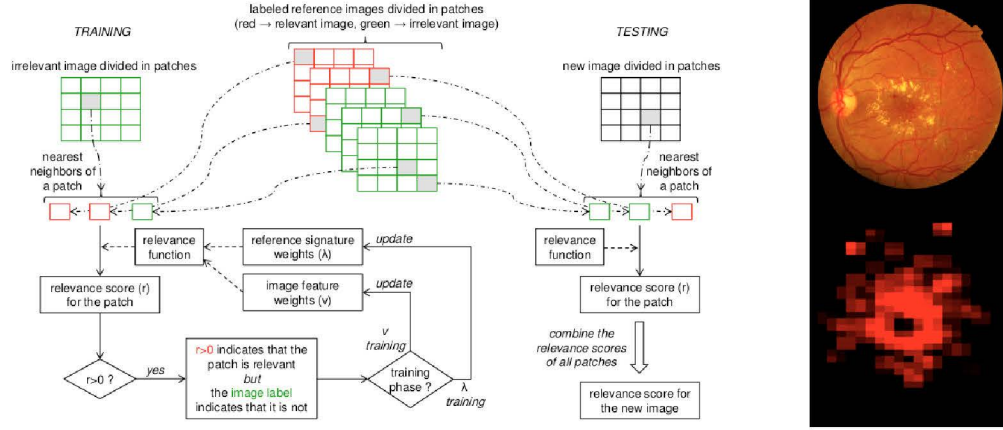 labeled reference images divided in patches
(red → relevant image, green → irrelevant image)
TRAINING
TESTING
irrelevant image divided in patches
new image divided in patches
nearest
neighbors of
a patch
nearest
neighbors of
a patch
relevance
function
reference signature
weights (λ)
update
image feature
weights (v)
update
relevance score (r)
for the patch
relevance
function
relevance score (r)
for the patch
v
training
combine the
relevance scores
of all patches
r>0 ?
yes
r>0 indicates that the
patch is relevant
but
the image label
indicates that it is not
training
phase ?
λ
training
relevance score for
the new image